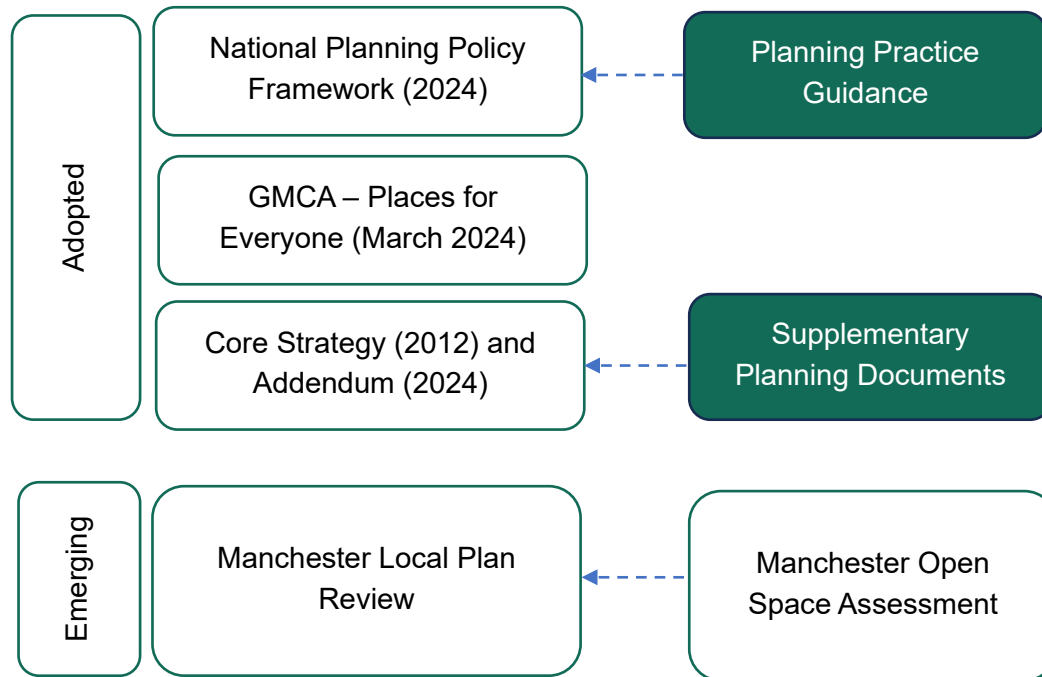 Adopted
National Planning Policy
Framework (2024)
Planning Practice
Guidance
GMCA – Places for
Everyone (March 2024)
Core Strategy (2012) and
Addendum (2024)
Supplementary
Planning Documents
Emerging
Manchester Local Plan
Review
Manchester Open
Space Assessment